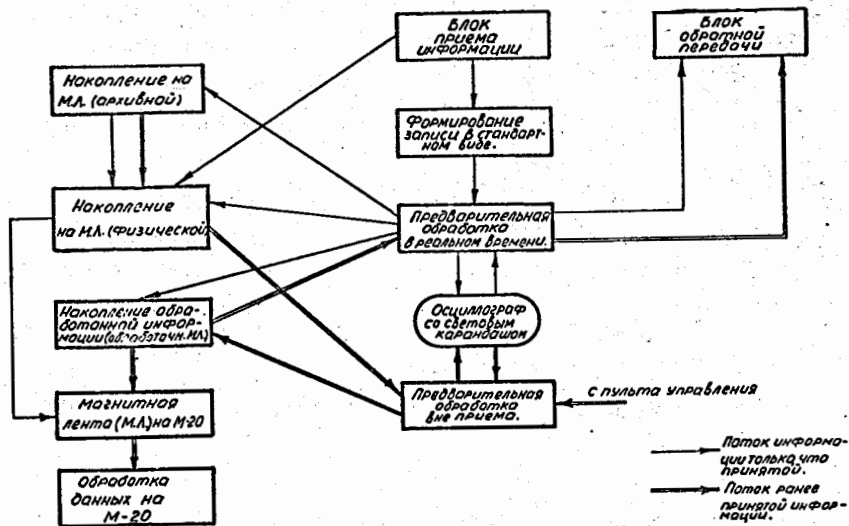 Блок
приема
информации
Блок
обратной
передачи
Накопление на
М.Л. (архивной)
Формирование
записи в стандарт-
ном виде.
Накопление
на М.Л. (физической
Предварительная
обработка
в реальном времени.
Накопление обра-
ботанной инфор-
мации (обработочн. МЛ)
Осциллограф
со световым
карандашом
Магнитная
лента (М.Л) на М-20
Предварительная
обработка
вне приема.
с пульта управления
Обработка
данных на
М-20
Поток информа-
ции только что
принятой.
Поток ранее
принятой инфор-
мации.